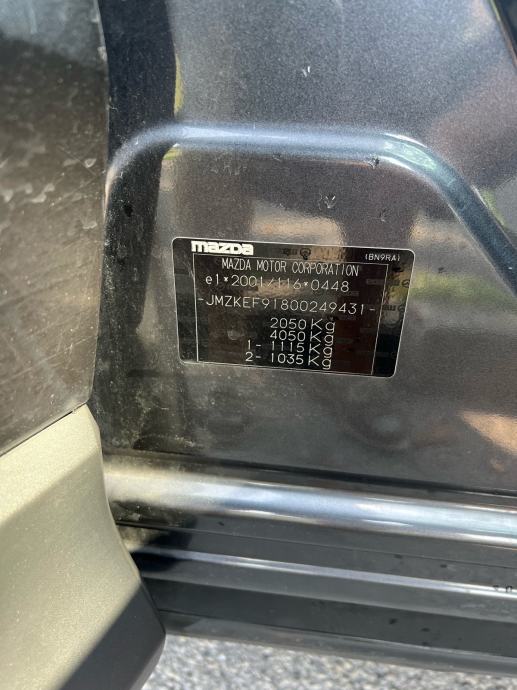 mazda
(BN9RA)
MAZDA MOTOR CORPORATION
e1*2001/116*0448
-JMZKEF91800249431-
2050Kg
4050Kg
1- 1115Kg
2- 1035Kg